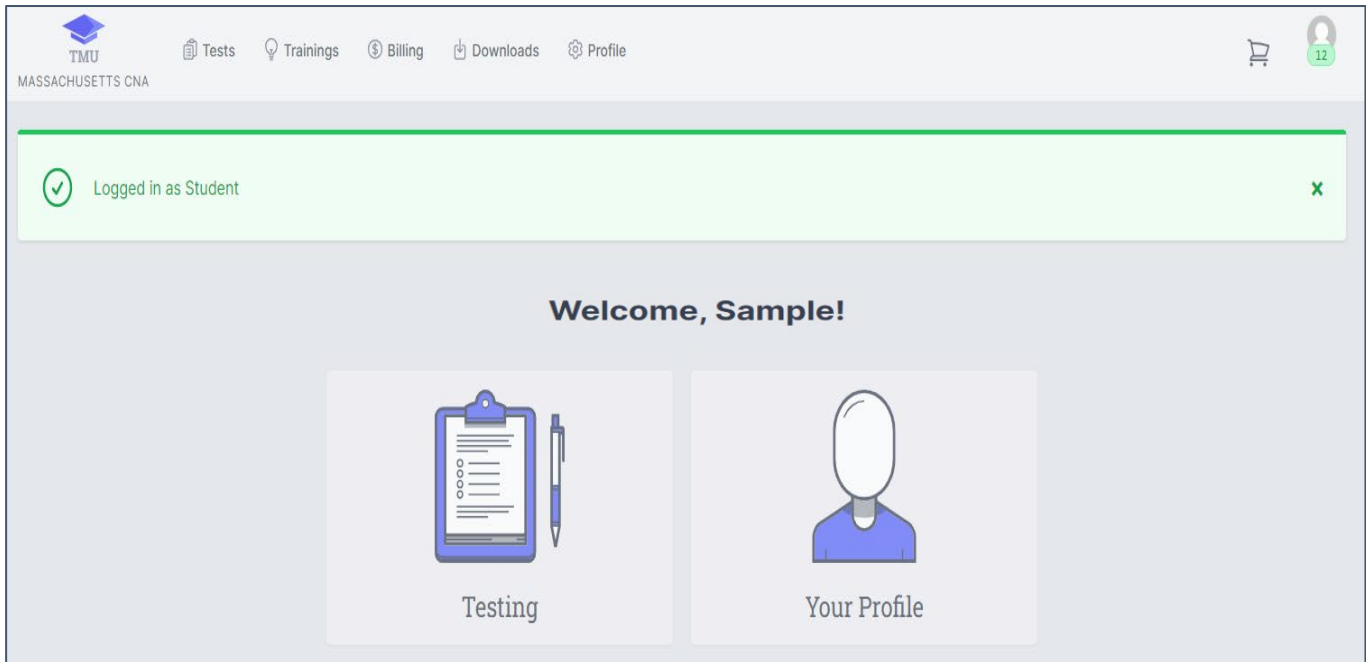 TMU
MASSACHUSETTS CNA
Tests
Trainings
Billing
Downloads
Profile
12
Logged in as Student
x
Welcome, Sample!
Testing
Your Profile